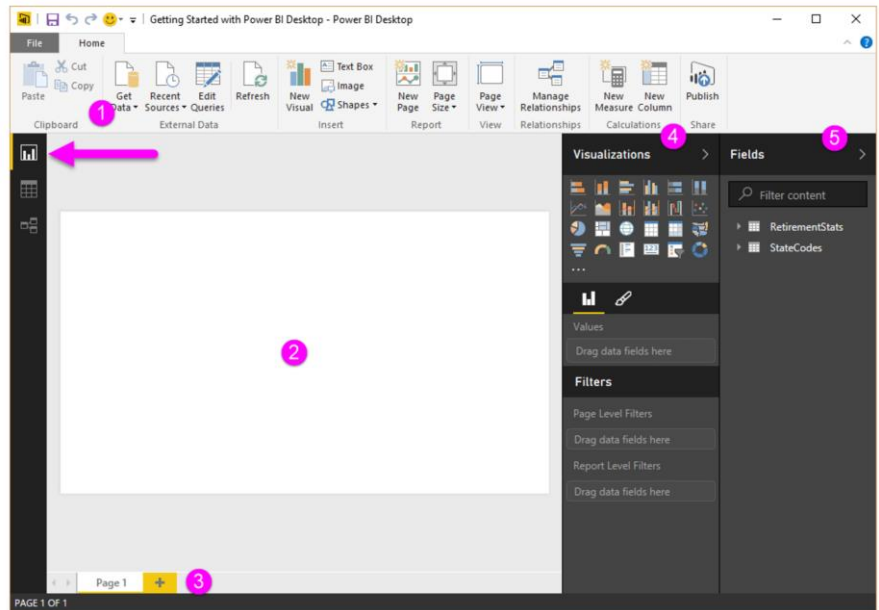 Getting Started with Power BI Desktop - Power BI Desktop
File Home
Cut
Copy
Paste
Get Data
Recent Sources
Edit Queries
Refresh
New Visual
Text Box
Image
Shapes
New Page
Page Size
Page View
Manage Relationships
New Measure
New Column
Publish
Clipboard External Data Insert Report View Relationships Calculations Share
1
4
5
Visualizations
Fields
Filter content
RetirementStats
StateCodes
123
...
Values
Drag data fields here
2
Filters
Page Level Filters
Drag data fields here
Report Level Filters
Drag data fields here
Page 1 +
3
PAGE 1 OF 1